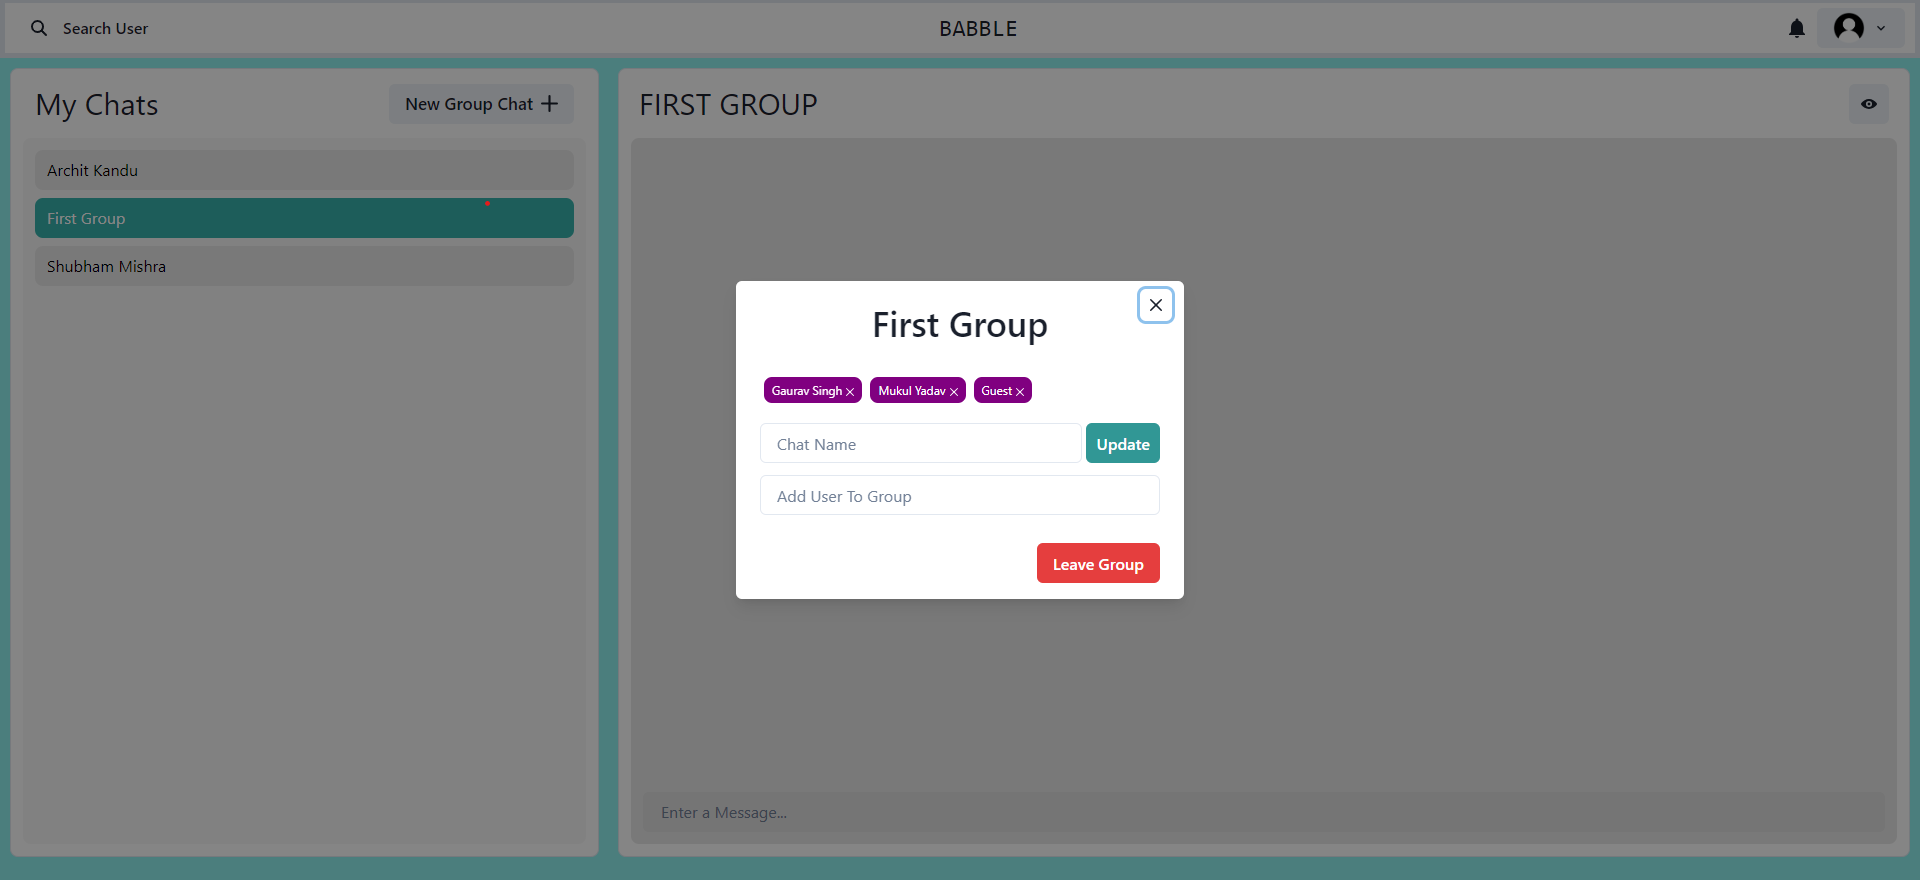 Search User
BABBLE
My Chats
New Group Chat
Archit Kandu
First Group
Shubham Mishra
FIRST GROUP
First Group
Gaurav Singh
Mukul Yadav
Guest
Chat Name
Update
Add User To Group
Leave Group
Enter a Message...